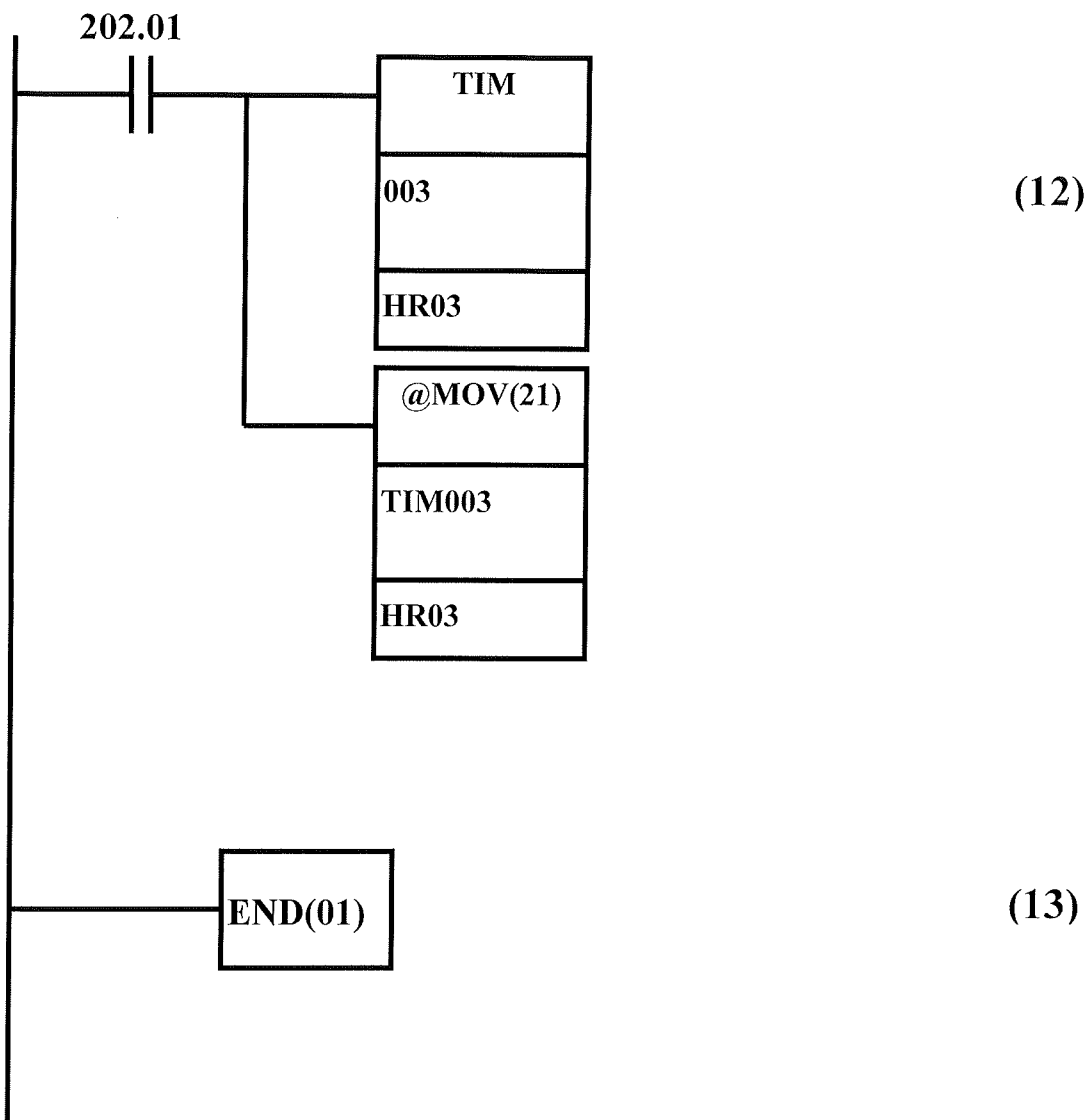 202.01
TIM
003
(12)
HR03
@MOV(21)
TIM003
HR03
END(01)
(13)